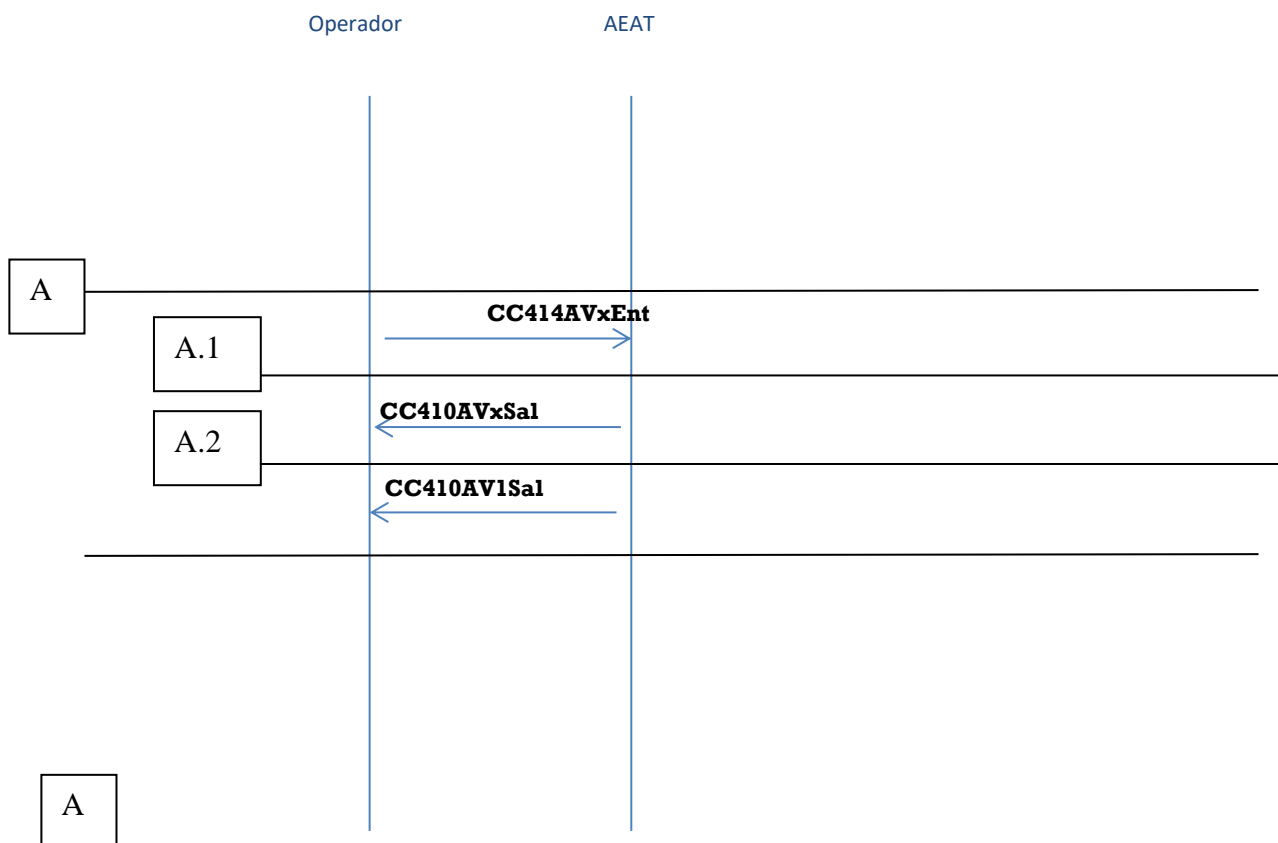 Operador AEAT
A
CC414AVxEnt
A.1
CC410AVxSal
A.2
CC410AV1Sal
A